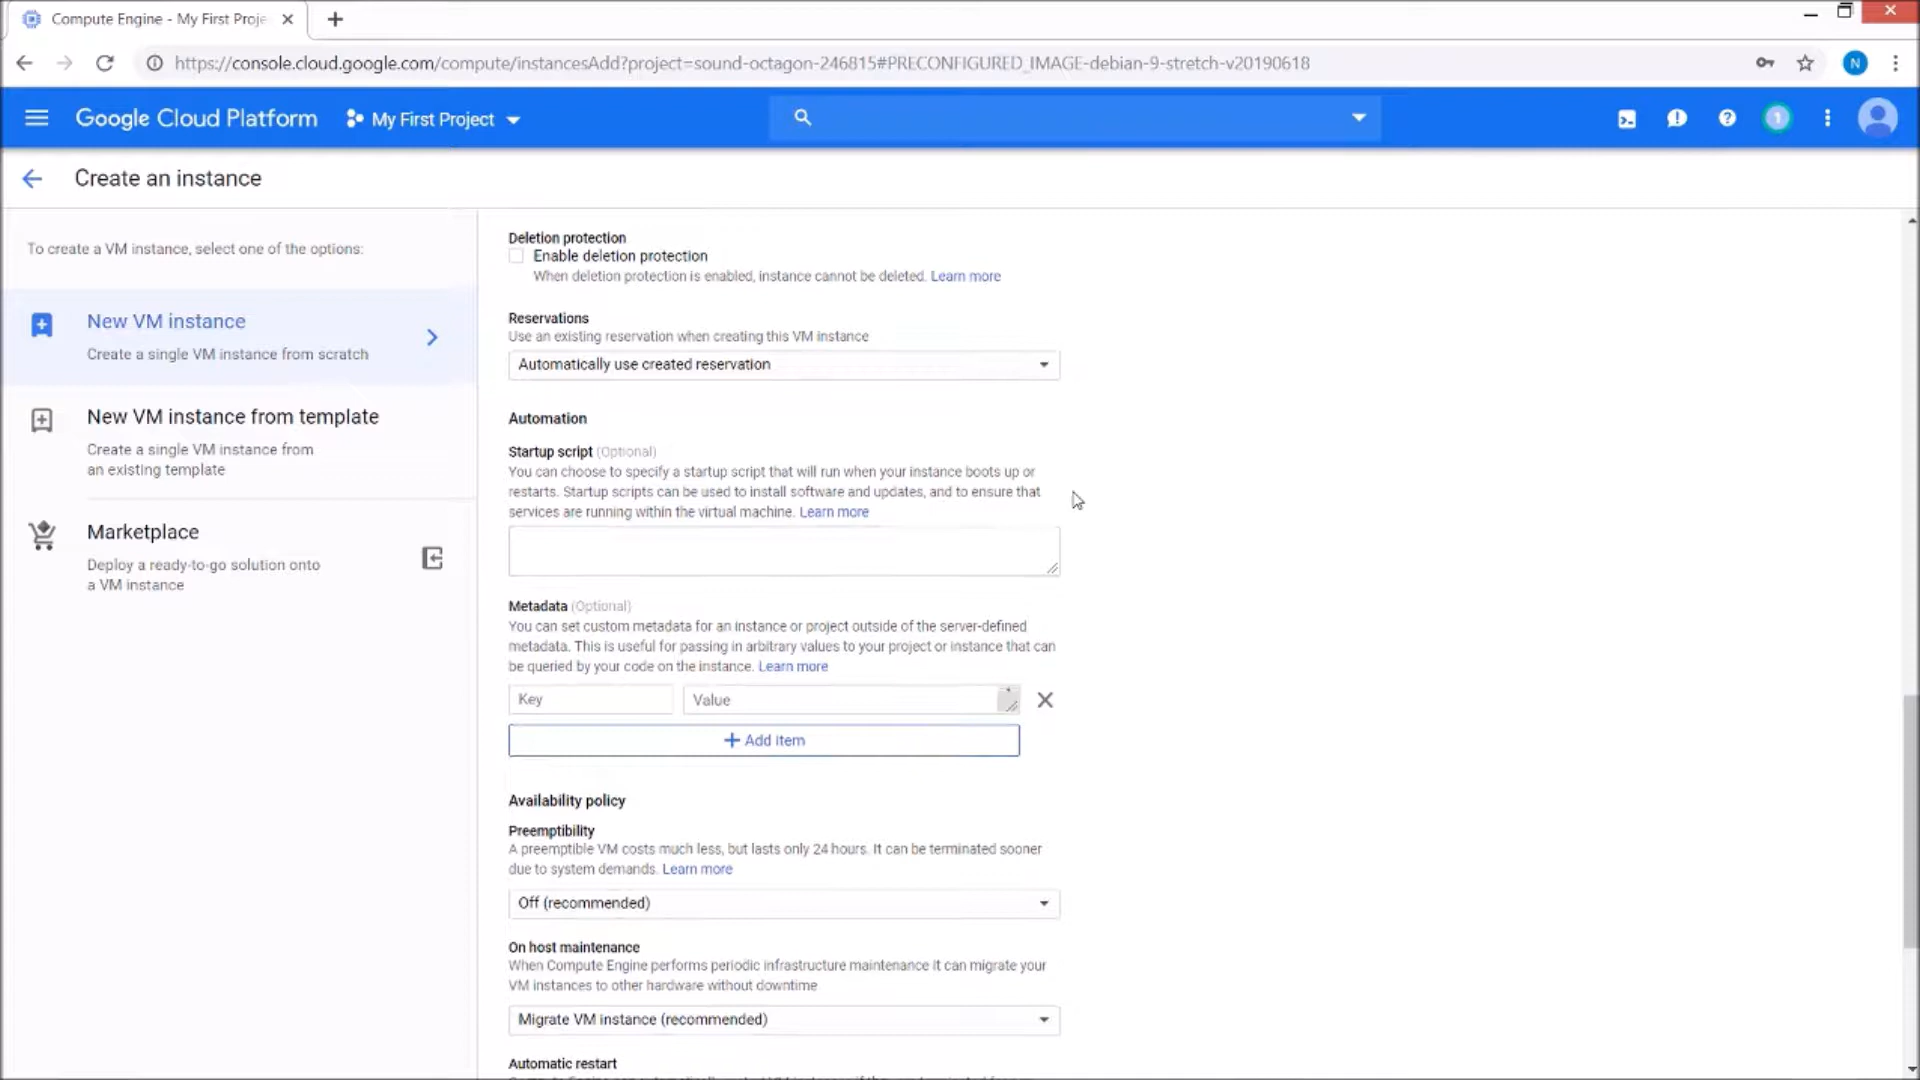 Compute Engine - My First Proje
https://console.cloud.google.com/compute/instancesAdd?project=sound-octagon-246815#PRECONFIGURED_IMAGE-debian-9-stretch-v20190618
N
Google Cloud Platform
My First Project
1
Create an instance
To create a VM instance, select one of the options:
New VM instance
Create a single VM instance from scratch
New VM instance from template
Create a single VM instance from
an existing template
Marketplace
Deploy a ready-to-go solution onto
a VM instance
Deletion protection
Enable deletion protection
When deletion protection is enabled, instance cannot be deleted. Learn more
Reservations
Use an existing reservation when creating this VM instance
Automatically use created reservation
Automation
Startup script (Optional)
You can choose to specify a startup script that will run when your instance boots up or
restarts. Startup scripts can be used to install software and updates, and to ensure that
services are running within the virtual machine. Learn more
Metadata (Optional)
You can set custom metadata for an instance or project outside of the server-defined
metadata. This is useful for passing in arbitrary values to your project or instance that can
be queried by your code on the instance. Learn more
Key
Value
+ Add item
Availability policy
Preemptibility
A preemptible VM costs much less, but lasts only 24 hours. It can be terminated sooner
due to system demands. Learn more
Off (recommended)
On host maintenance
When Compute Engine performs periodic infrastructure maintenance it can migrate your
VM instances to other hardware without downtime
Migrate VM instance (recommended)
Automatic restart